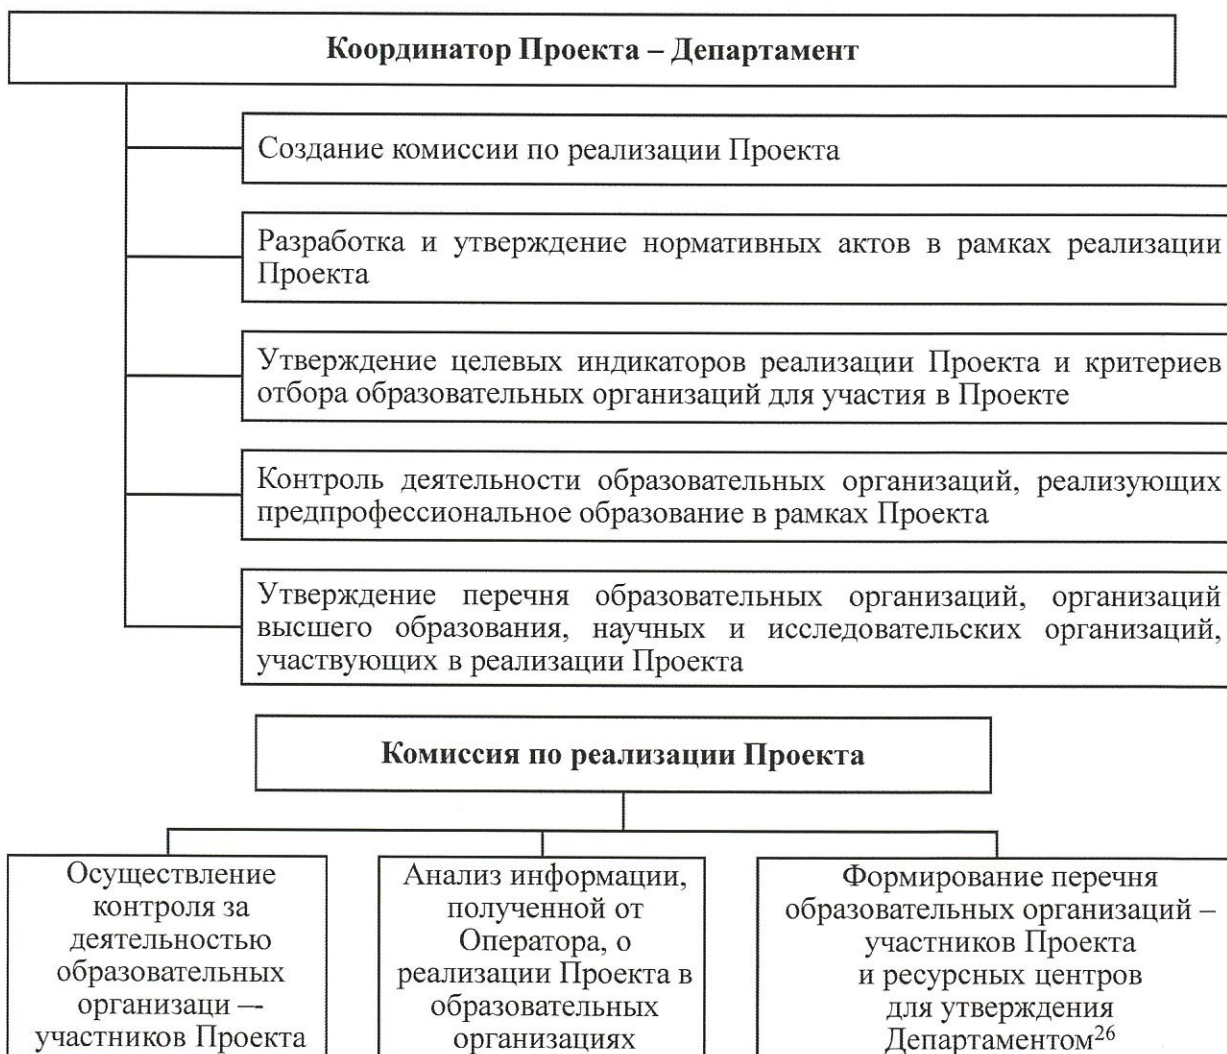 Координатор Проекта – Департамент
Создание комиссии по реализации Проекта
Разработка и утверждение нормативных актов в рамках реализации
Проекта
Утверждение целевых индикаторов реализации Проекта и критериев
отбора образовательных организаций для участия в Проекте
Контроль деятельности образовательных организаций, реализующих
предпрофессиональное образование в рамках Проекта
Утверждение перечня образовательных организаций, организаций
высшего образования, научных и исследовательских организаций,
участвующих в реализации Проекта
Комиссия по реализации Проекта
Осуществление
контроля за
деятельностью
образовательных
организаци –-
участников Проекта
Анализ информации,
полученной от
Оператора, о
реализации Проекта в
образовательных
организациях
Формирование перечня
образовательных организаций –
участников Проекта
и ресурсных центров
для утверждения
Департаментом26